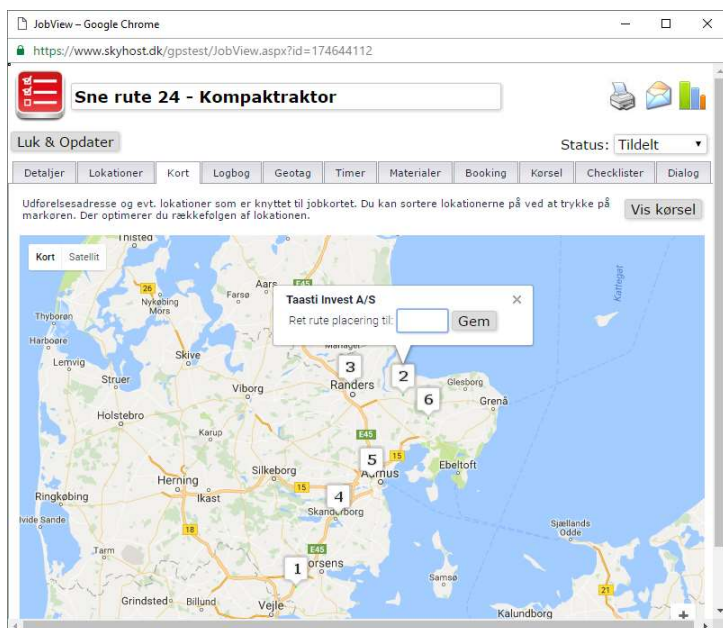 JobView – Google Chrome
https://www.skyhost.dk/gpstest/JobView.aspx?id=174644112
Sne rute 24 - Kompaktraktor
Luk & Opdater
Status: Tildelt
Detaljer Lokationer Kort Logbog Geotag Timer Materialer Booking Kørsel Checklister Dialog
Udførelsesadresse og evt. lokationer som er knyttet til jobkortet. Du kan sortere lokationerne på ved at trykke på
markøren. Der optimerer du rækkefølgen af lokationen.
Vis kørsel
Thisted
Kort Satellit
26
Aars
E45
Farsø
Nykøbing
Mors
Kattegat
Taasti Invest A/S
Ret rute placering til:
Gem
Thyborøn
Harboøre
Lemvig
Skive
3
2
Struer
Viborg
Randers
Glesborg
6
Grenå
Holstebro
Karup
E45
5
15
Ebeltoft
Silkeborg
Herning
15
4
Ikast
Skanderborg
Ringkøbing
Sjællands
Odde
18
Tarm
E45
1
Samsø
21
Grindsted
Billund
Vejle
Kalundborg
+